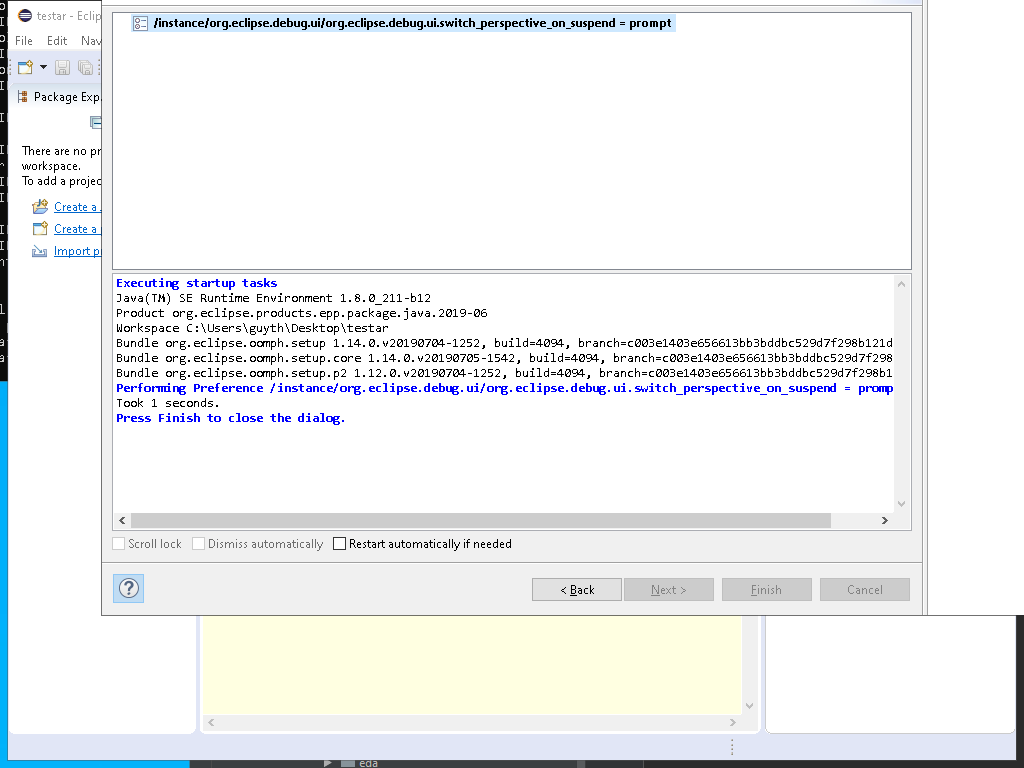 testar - Eclip
/instance/org.eclipse.debug.ui/org.eclipse.debug.ui.switch_perspective_on_suspend = prompt
File Edit Nav
Package Exp
There are no pr
workspace.
To add a projec
Create a
Create a
Import p
Executing startup tasks
Java(TM) SE Runtime Environment 1.8.0_211-b12
Product org.eclipse.products.epp.package.java.2019-06
Workspace C:\Users\guyth\Desktop\testar
Bundle org.eclipse.oomph.setup 1.14.0.v20190704-1252, build=4094, branch=c003e1403e656613bb3bddbc529d7f298b121d
Bundle org.eclipse.oomph.setup.core 1.14.0.v20190705-1542, build=4094, branch=c003e1403e656613bb3bddbc529d7f298
Bundle org.eclipse.oomph.setup.p2 1.12.0.v20190704-1252, build=4094, branch=c003e1403e656613bb3bddbc529d7f298b1
Performing Preference /instance/org.eclipse.debug.ui/org.eclipse.debug.ui.switch_perspective_on_suspend = promp
Took 1 seconds.
Press Finish to close the dialog.
Scroll lock Dismiss automatically Restart automatically if needed
? < Back Next > Finish Cancel
eda